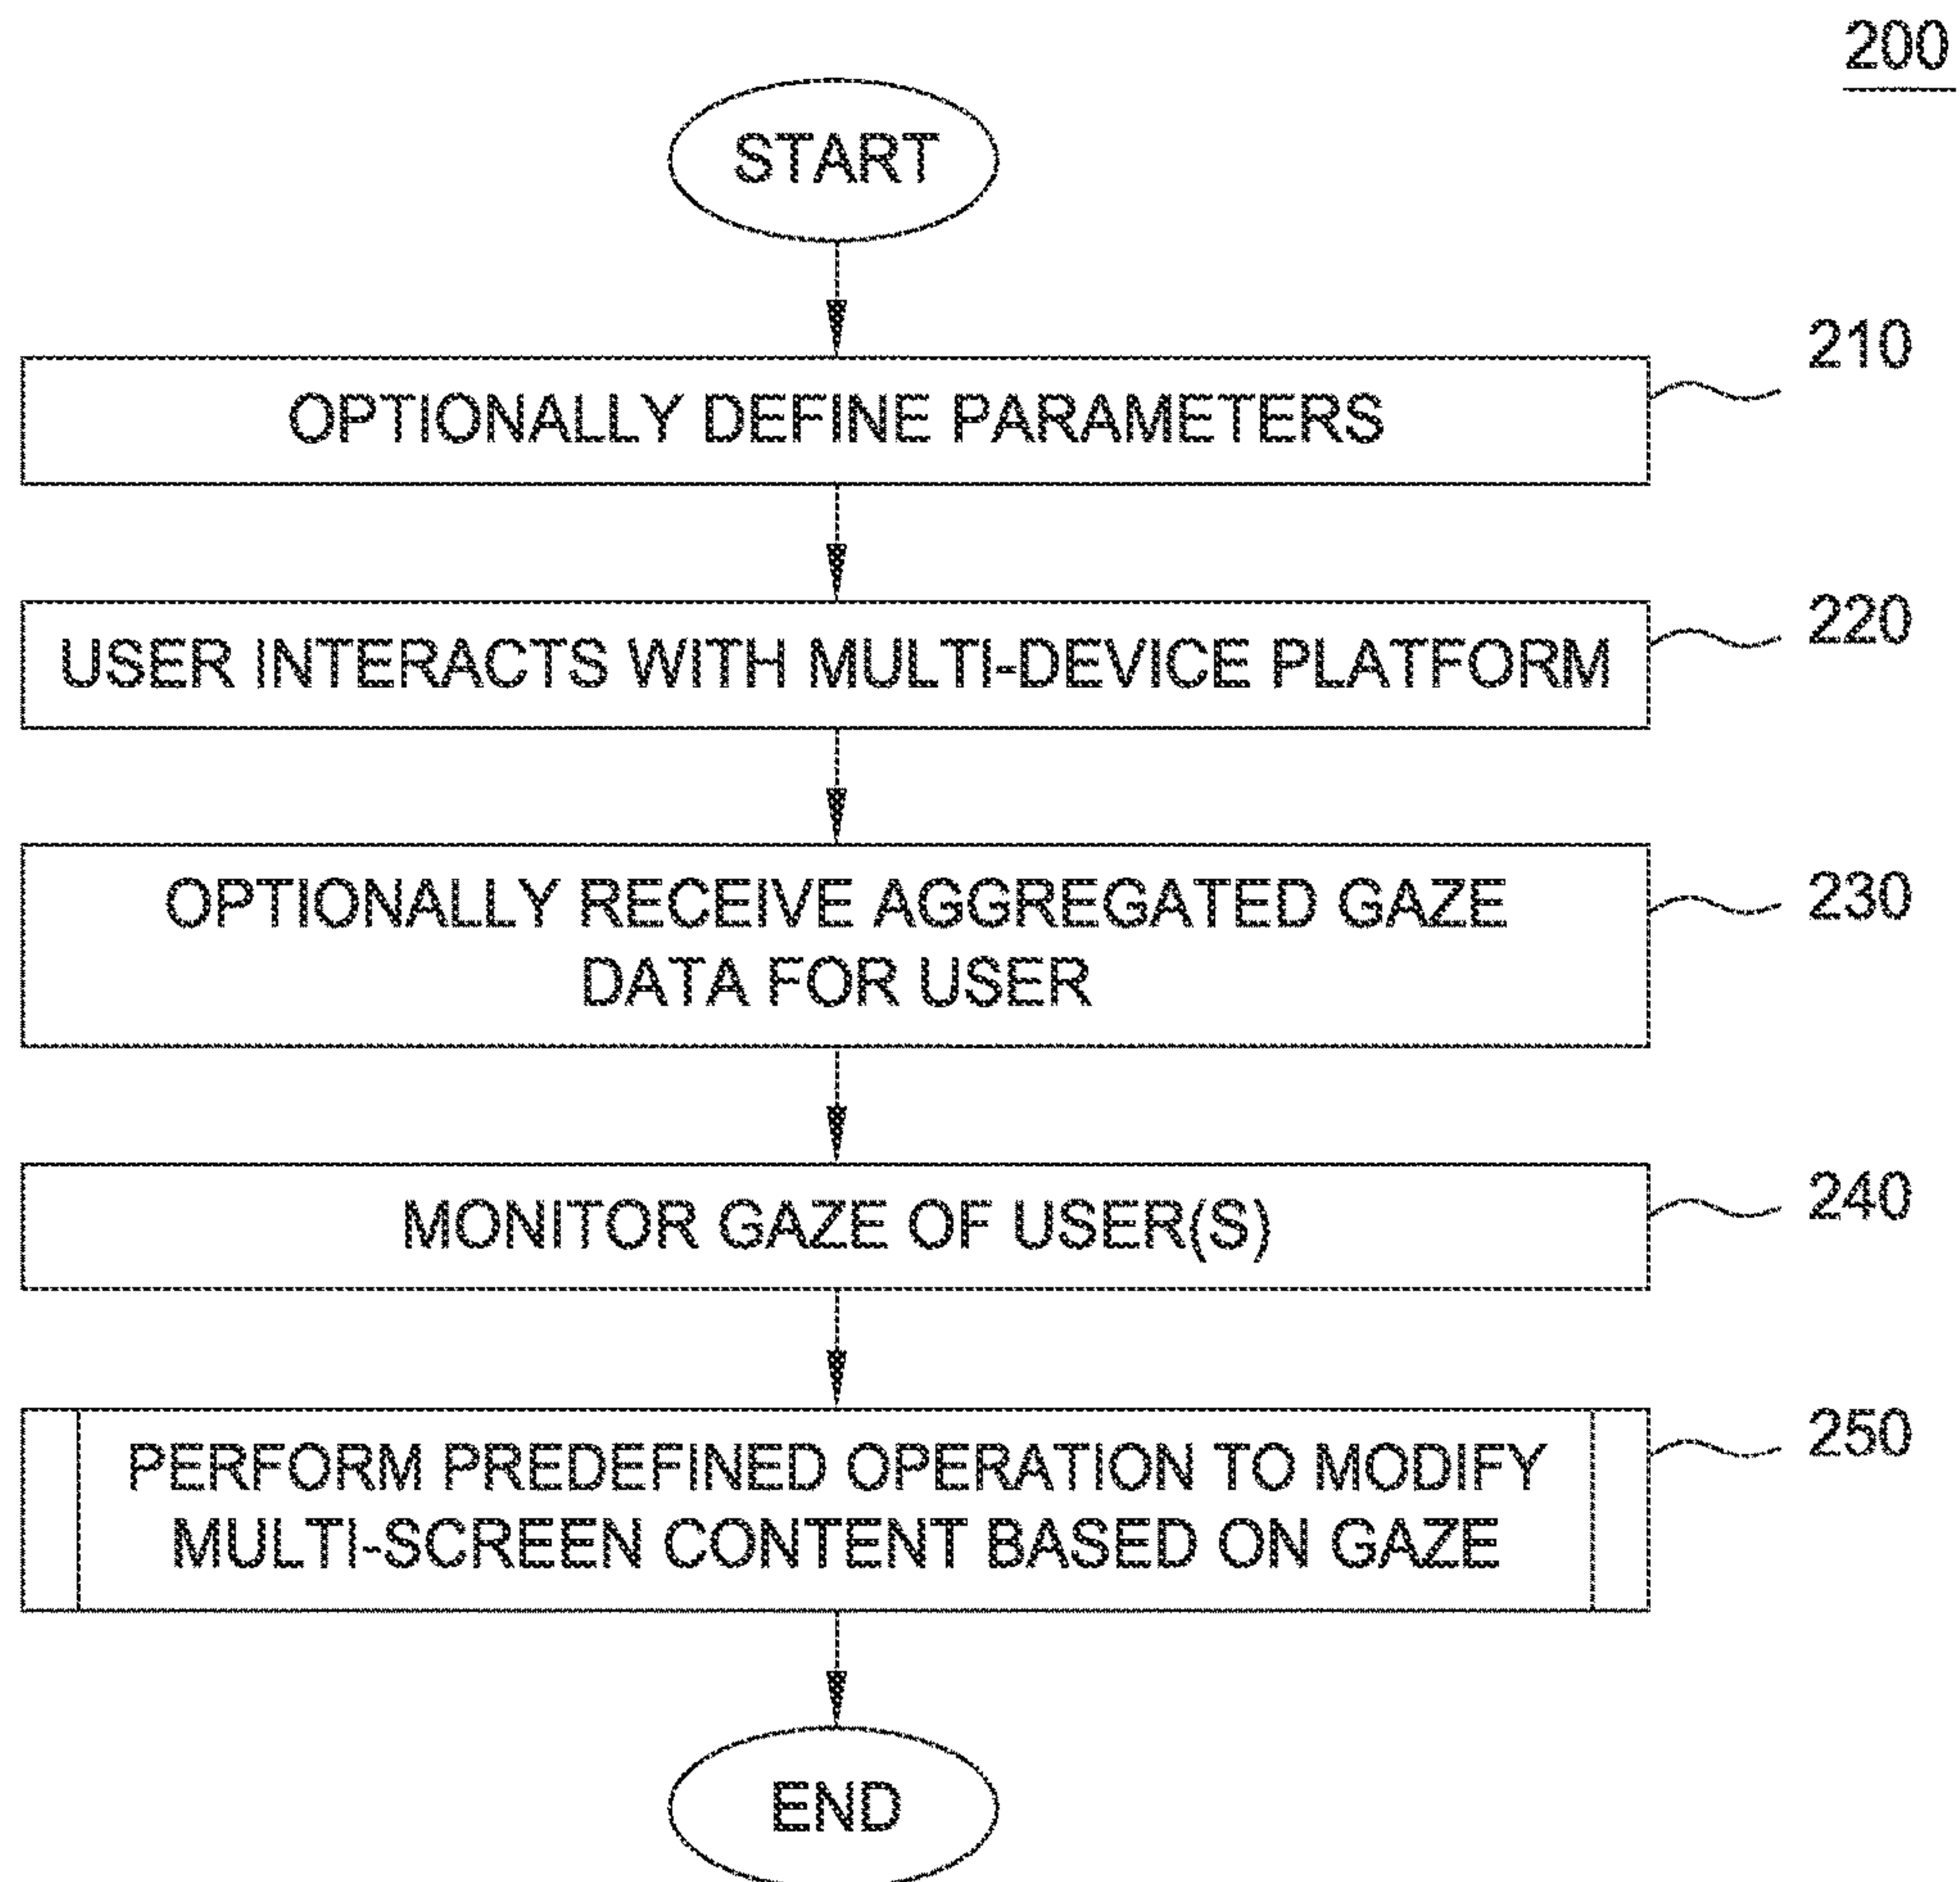 200
START
210
OPTIONALLY DEFINE PARAMETERS
220
USER INTERACTS WITH MULTI-DEVICE PLATFORM
230
OPTIONALLY RECEIVE AGGREGATED GAZE
DATA FOR USER
240
MONITOR GAZE OF USER(S)
250
PERFORM PREDEFINED OPERATION TO MODIFY
MULTI-SCREEN CONTENT BASED ON GAZE
END